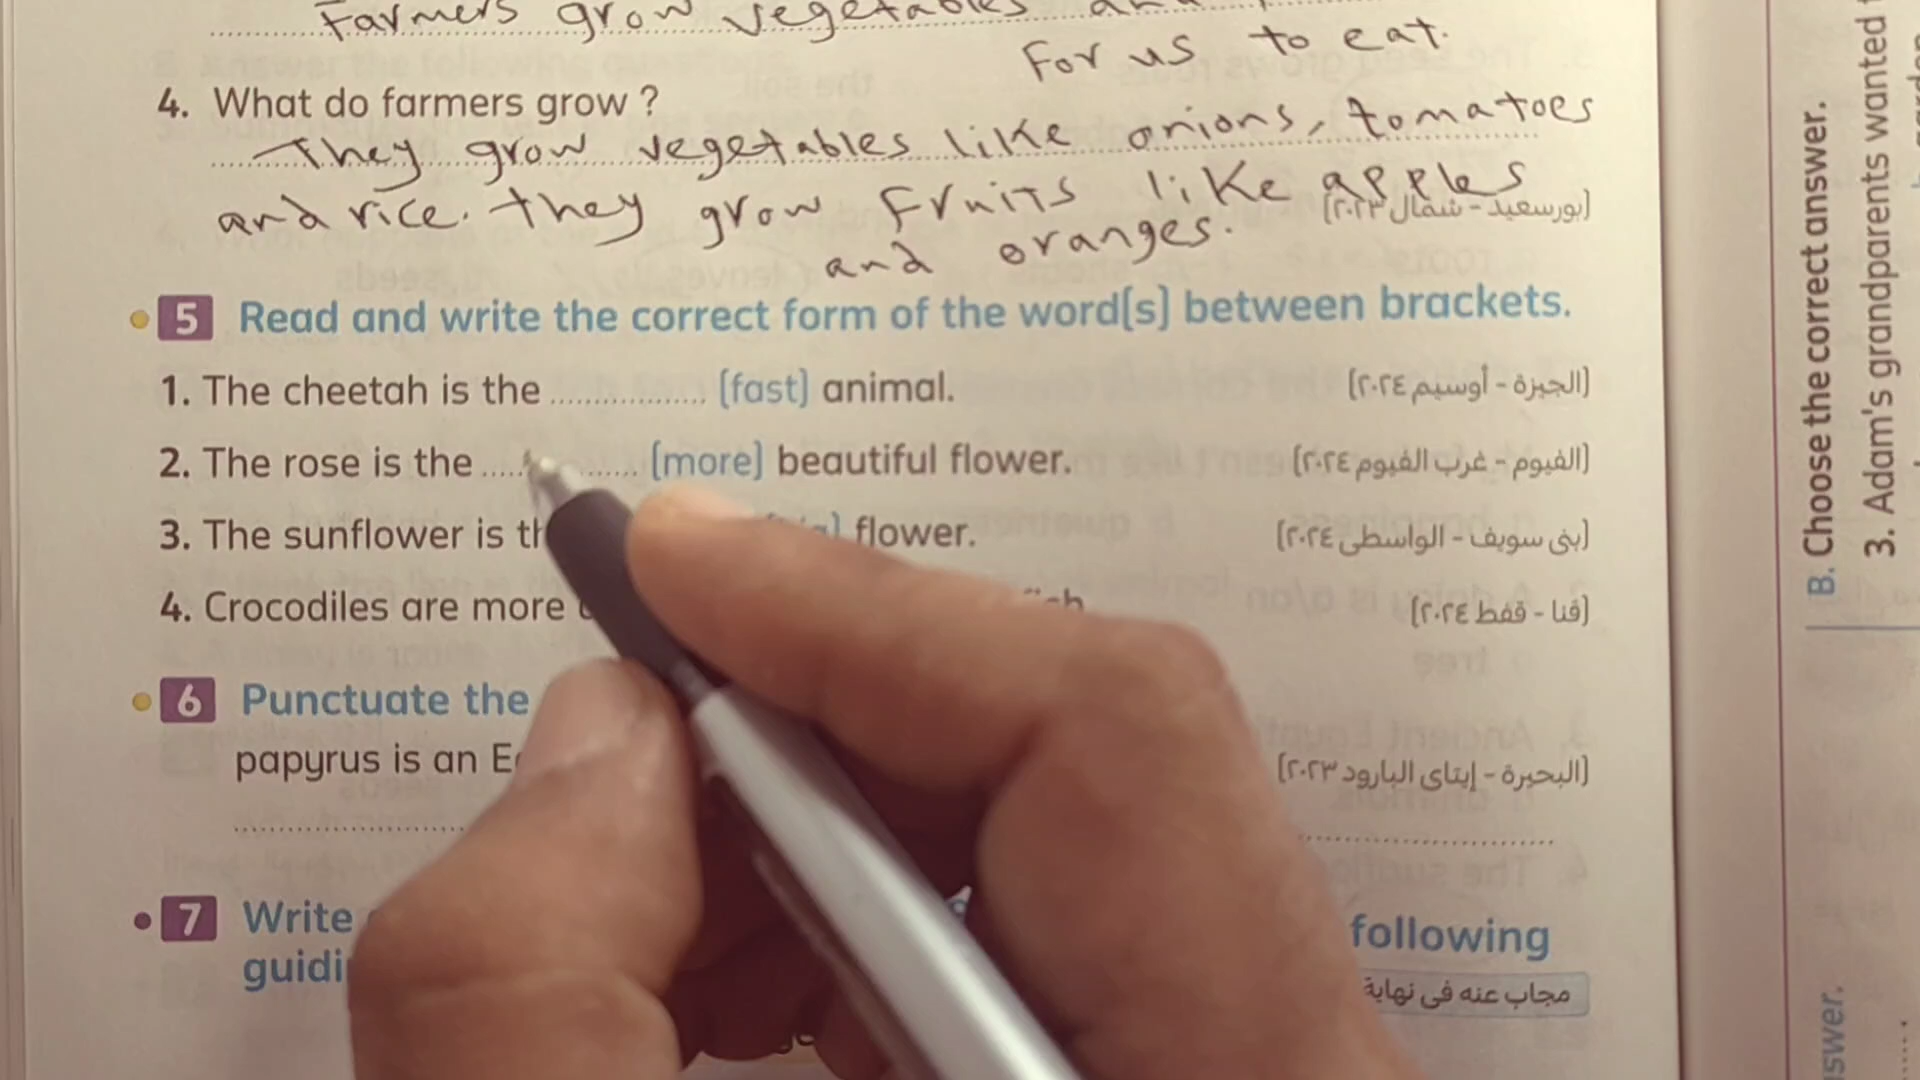 Farmers grow vegetables
For us to eat.
4. What do farmers grow ?
They grow vegetables like onions, tomatoes
and rice. They grow Fruits like apples
and oranges.
[بورسعيد - شمال ٢٠٢٣]
5 Read and write the correct form of the word(s) between brackets.
1. The cheetah is the ................ (fast) animal. [الجيزة - أوسيم ٢٠٢٤]
2. The rose is the ................ (more) beautiful flower. [الفيوم - غرب الفيوم ٢٠٢٤]
3. The sunflower is flower. [بنى سويف - الواسطى ٢٠٢٤]
4. Crocodiles are more [قنا - قفط ٢٠٢٤]
6 Punctuate the
papyrus is an [البحيرة - إيتاى البارود ٢٠٢٣]
7 Write following
مجاب عنه فى نهاية
B. Choose the correct answer.
3. Adam's grandparents wanted